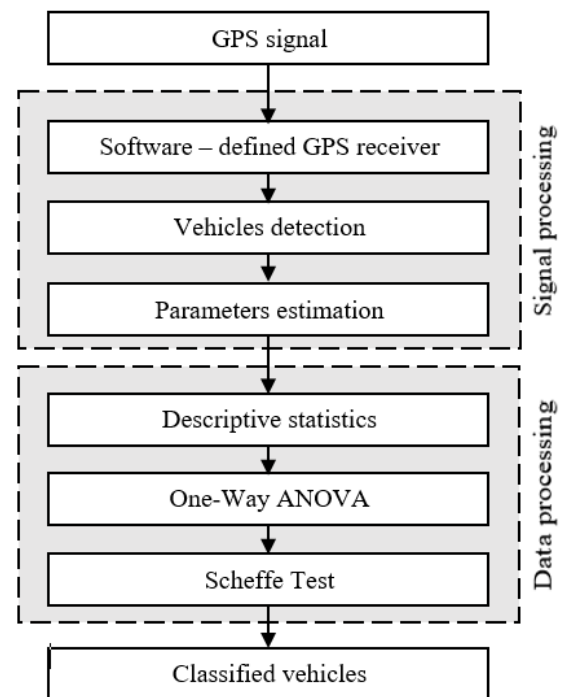 GPS signal
Software – defined GPS receiver
Vehicles detection
Parameters estimation
Signal processing
Descriptive statistics
One-Way ANOVA
Scheffe Test
Data processing
Classified vehicles